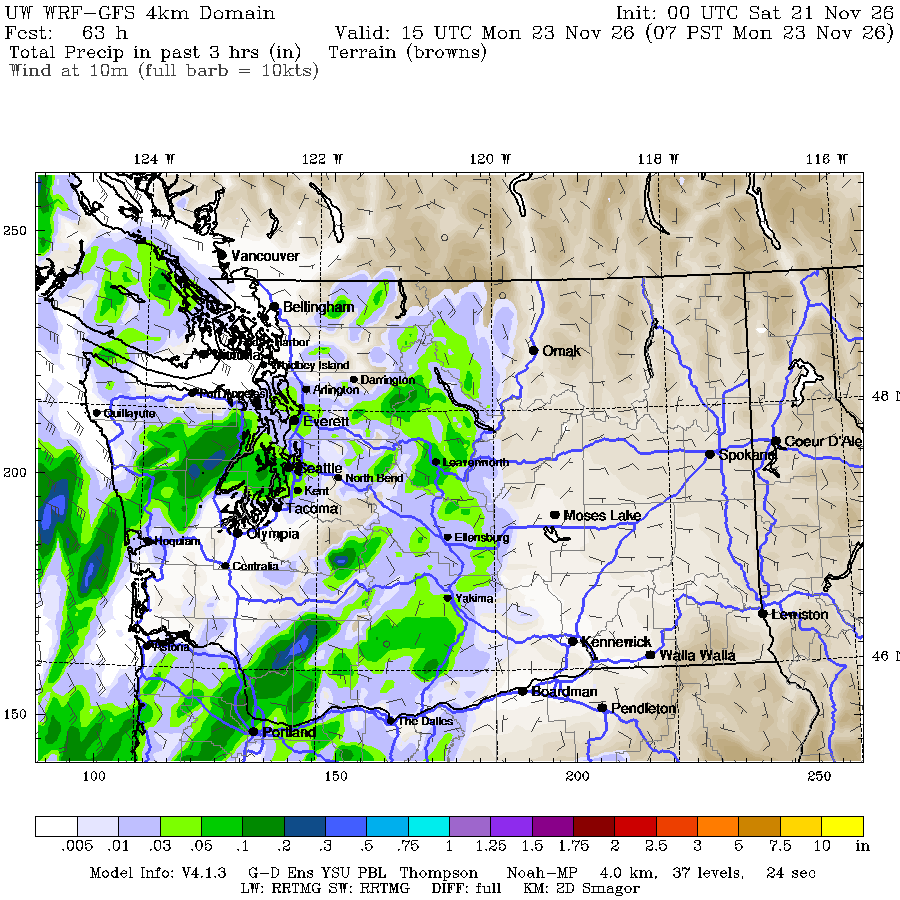 UW WRF-GFS 4km Domain Init: 00 UTC Sat 21 Nov 26
Fcst: 63 h Valid: 15 UTC Mon 23 Nov 26 (07 PST Mon 23 Nov 26)
Total Precip in past 3 hrs (in) Terrain (browns)
Wind at 10m (full barb = 10kts)
124 W 122 W 120 W 118 W 116 W
250
Vancouver
Bellingham
Omak
Whidbey Island
Darrington
Arlington
Port Angeles
48 N
Quillayute
Everett
Coeur D'Ale
Spokane
Leavenworth
Seattle
200
North Bend
Kent
Tacoma
Moses Lake
Olympia
Ellensburg
Hoquiam
Centralia
Yakima
Lewiston
Kennewick
Astoria
Walla Walla
46 N
Boardman
Pendleton
150
The Dalles
Portland
100 150 200 250
.005 .01 .03 .05 .1 .2 .3 .5 .75 1 1.25 1.5 1.75 2 2.5 3 5 7.5 10 in
Model Info: V4.1.3 G-D Ens YSU PBL Thompson Noah-MP 4.0 km, 37 levels, 24 sec
LW: RRTMG SW: RRTMG DIFF: full KM: 2D Smagor